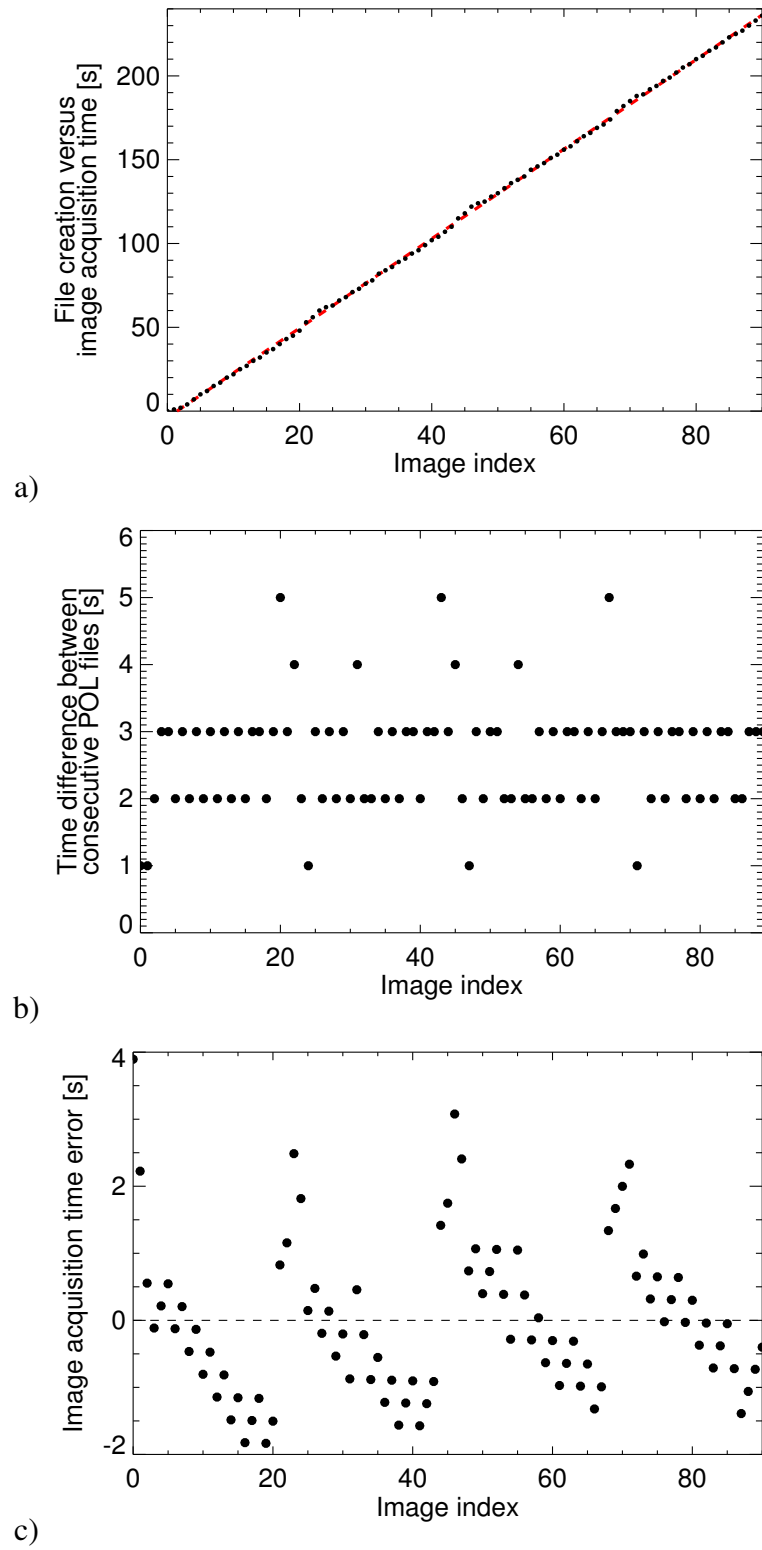 200
150
100
50
0
File creation versus
image acquisition time [s]
0 20 40 60 80
Image index
a)
6
5
4
3
2
1
0
Time difference between
consecutive POL files [s]
0 20 40 60 80
Image index
b)
4
2
0
-2
Image acquisition time error [s]
0 20 40 60 80
Image index
c)